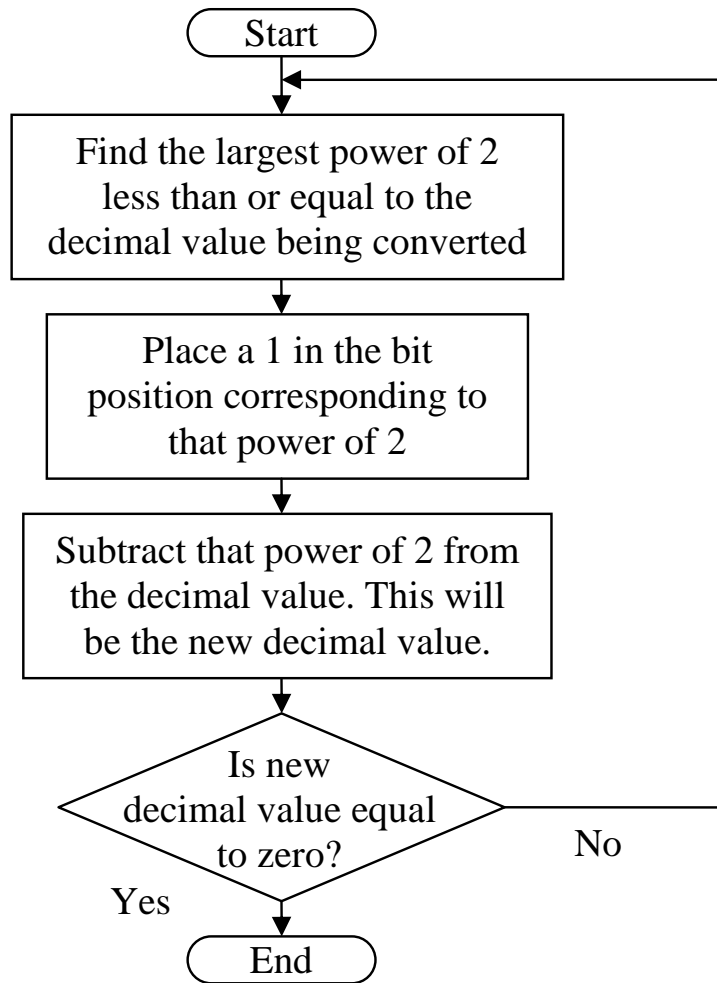 Start
Find the largest power of 2
less than or equal to the
decimal value being converted
Place a 1 in the bit
position corresponding to
that power of 2
Subtract that power of 2 from
the decimal value. This will
be the new decimal value.
Is new
decimal value equal
to zero?
No
Yes
End